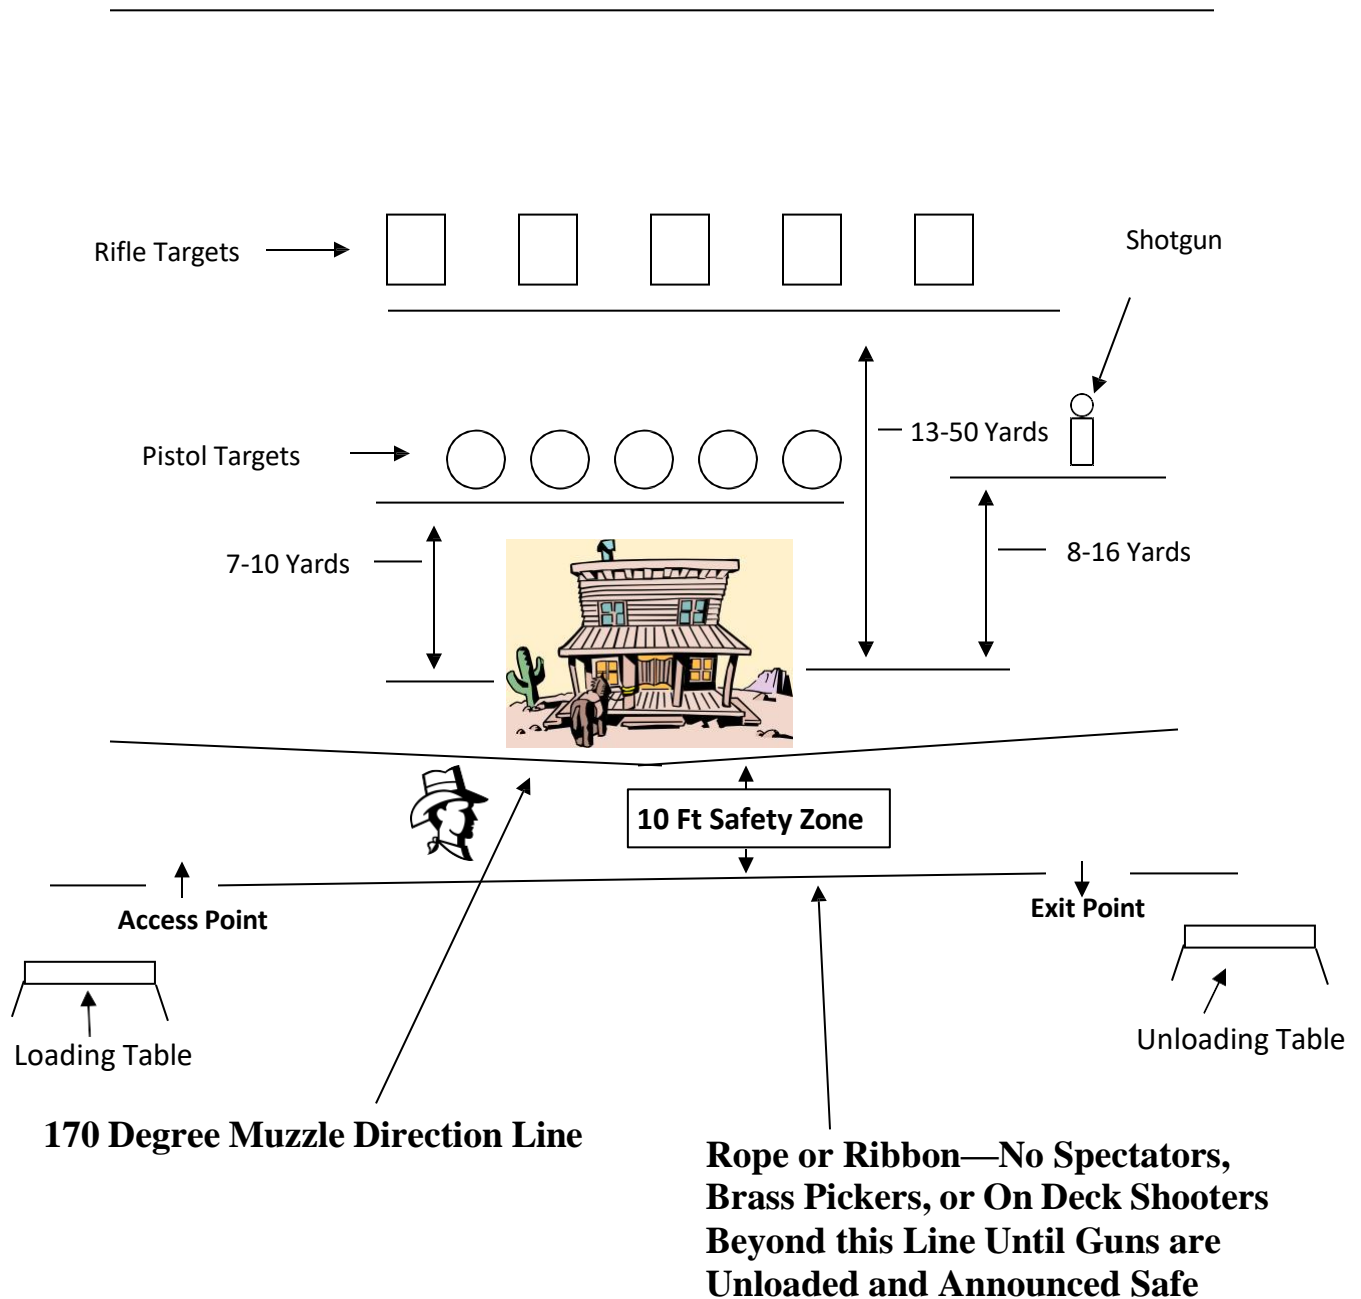 Shotgun
Rifle Targets
13-50 Yards
Pistol Targets
8-16 Yards
7-10 Yards
10 Ft Safety Zone
Access Point
Exit Point
Unloading Table
Loading Table
170 Degree Muzzle Direction Line
Rope or Ribbon—No Spectators,
Brass Pickers, or On Deck Shooters
Beyond this Line Until Guns are
Unloaded and Announced Safe